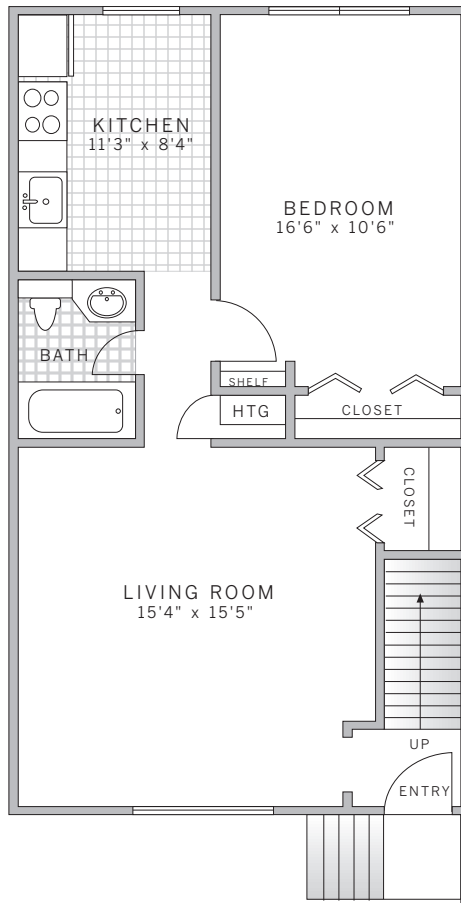 KITCHEN
11'3" x 8'4"
BEDROOM
16'6" x 10'6"
BATH
SHELF
HTG
CLOSET
CLOSET
LIVING ROOM
15'4" x 15'5"
UP
ENTRY